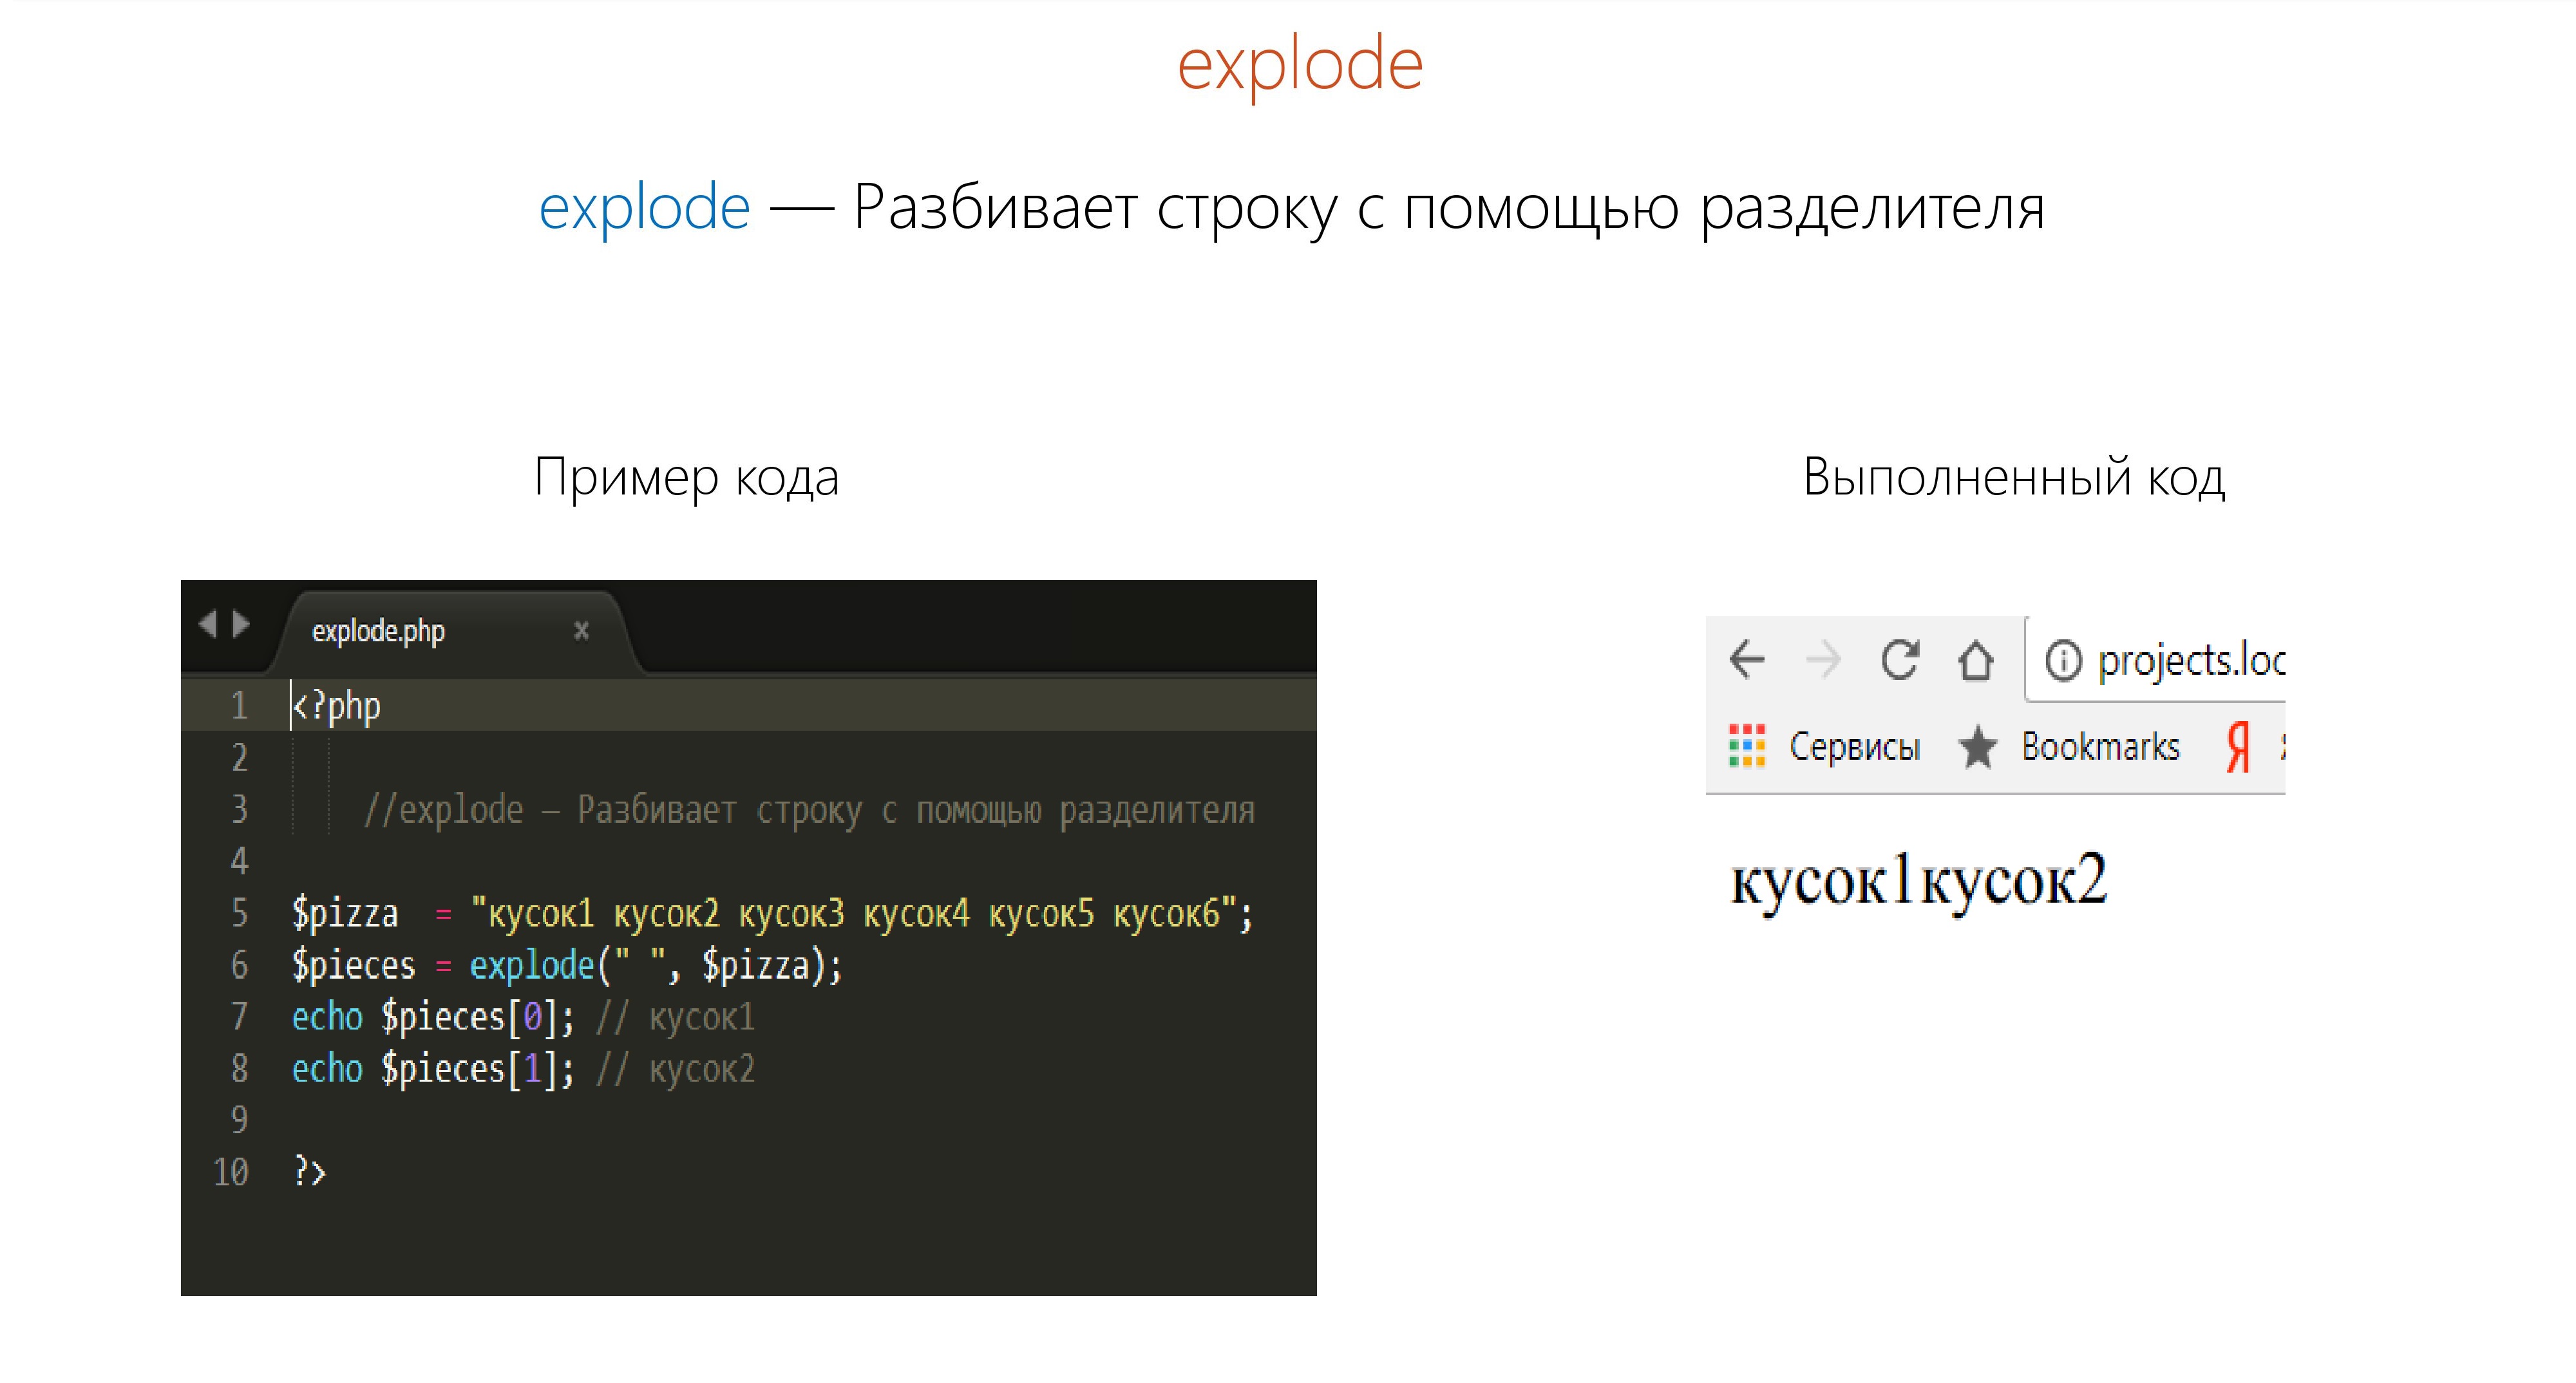 explode
explode — Разбивает строку с помощью разделителя
Пример кода
Выполненный код
explode.php ×
1 <?php
2
3 //explode — Разбивает строку с помощью разделителя
4
5 $pizza  = "кусок1 кусок2 кусок3 кусок4 кусок5 кусок6";
6 $pieces = explode(" ", $pizza);
7 echo $pieces[0]; // кусок1
8 echo $pieces[1]; // кусок2
9
10 ?>
projects.loc
Сервисы Bookmarks Я
кусок1кусок2